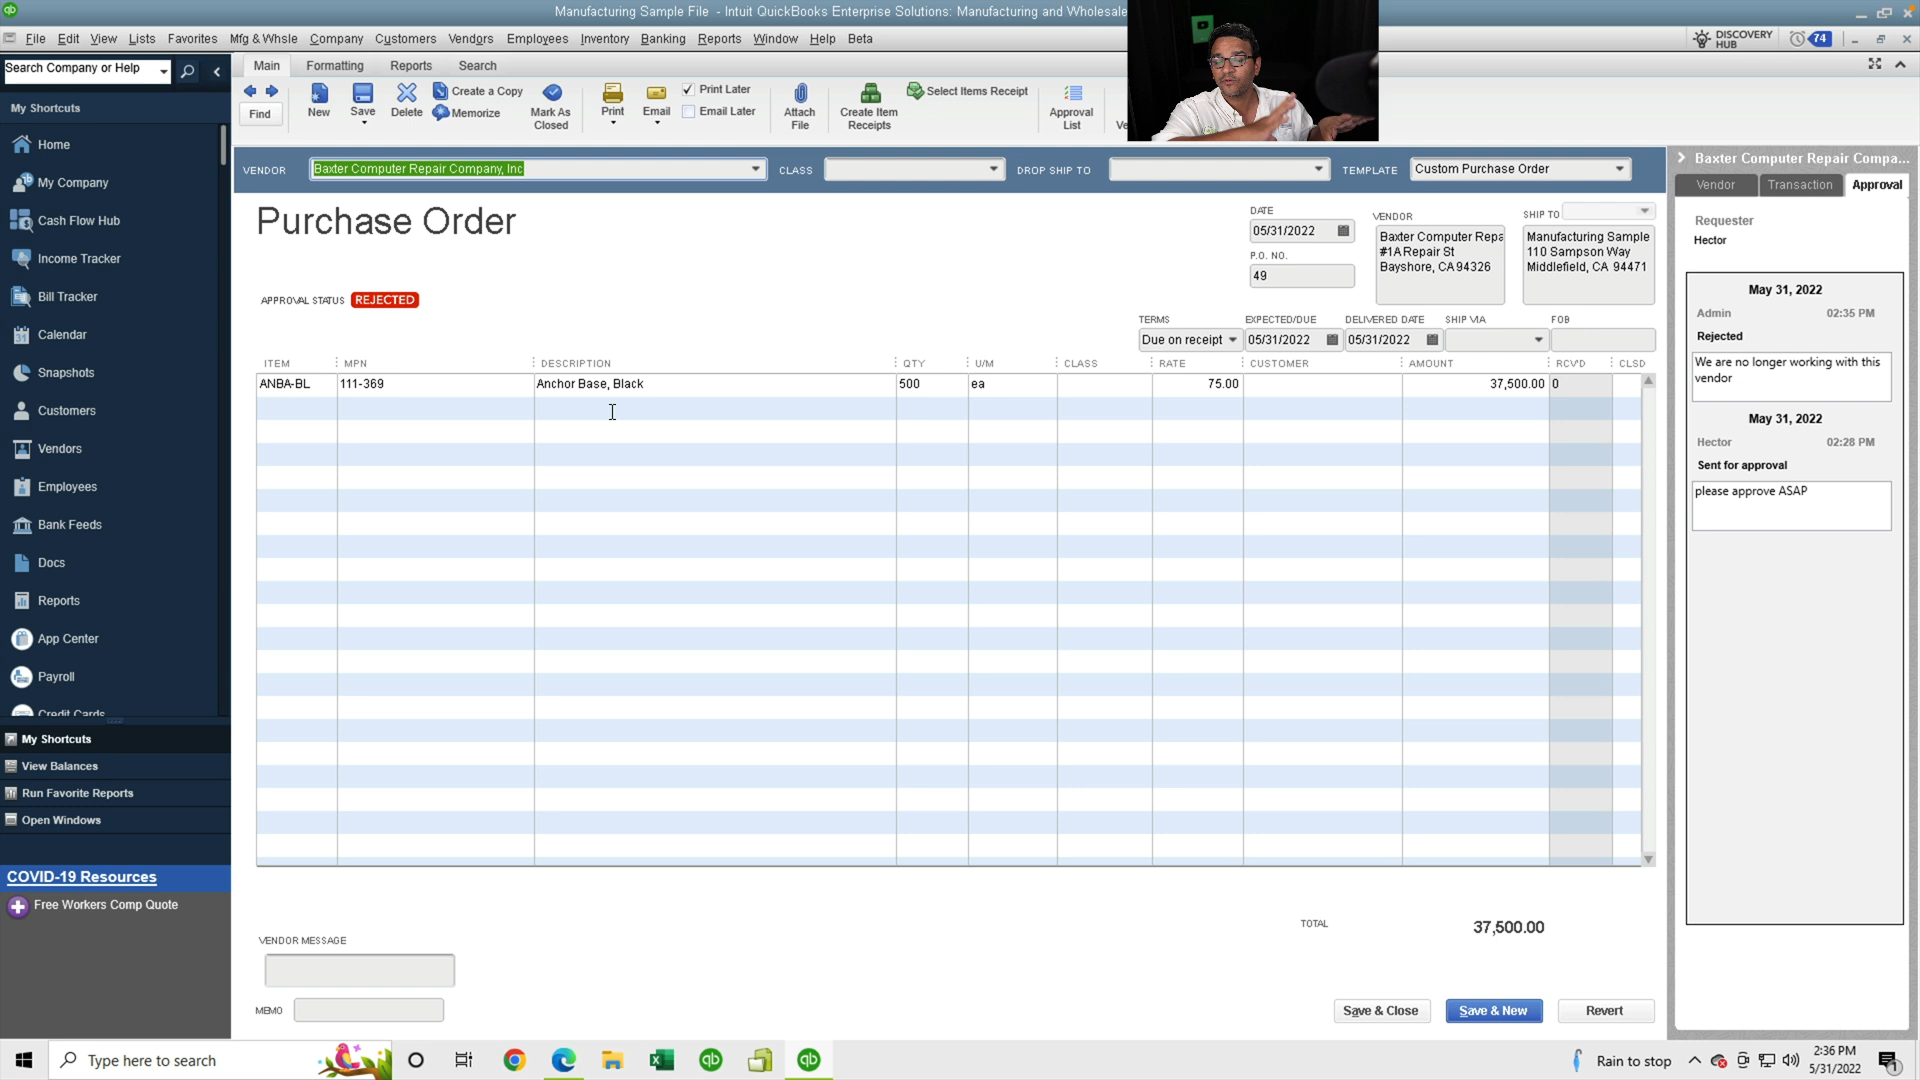 Manufacturing Sample File - Intuit QuickBooks Enterprise Solutions: Manufacturing and Wholesale
File Edit View Lists Favorites Mfg & Whsle Company Customers Vendors Employees Inventory Banking Reports Window Help Beta
DISCOVERY HUB 74
Search Company or Help
Main Formatting Reports Search
Find
New
Save
Delete
Create a Copy
Memorize
Mark As
Closed
Print
Email
Print Later
Email Later
Attach
File
Create Item
Receipts
Select Items Receipt
Approval
List
My Shortcuts
Home
My Company
Cash Flow Hub
Income Tracker
Bill Tracker
Calendar
Snapshots
Customers
Vendors
Employees
Bank Feeds
Docs
Reports
App Center
Payroll
Credit Cards
My Shortcuts
View Balances
Run Favorite Reports
Open Windows
COVID-19 Resources
Free Workers Comp Quote
VENDOR Baxter Computer Repair Company, Inc CLASS DROP SHIP TO TEMPLATE Custom Purchase Order
Purchase Order
DATE
05/31/2022
P.O. NO.
49
VENDOR
Baxter Computer Repa
#1A Repair St
Bayshore, CA 94326
SHIP TO
Manufacturing Sample
110 Sampson Way
Middlefield, CA 94471
APPROVAL STATUS REJECTED
TERMS EXPECTED/DUE DELIVERED DATE SHIP VIA FOB
Due on receipt 05/31/2022 05/31/2022
ITEM MPN DESCRIPTION QTY U/M CLASS RATE CUSTOMER AMOUNT RCV'D CLSD
ANBA-BL 111-369 Anchor Base, Black 500 ea 75.00 37,500.00 0
TOTAL 37,500.00
VENDOR MESSAGE
MEMO
Save & Close Save & New Revert
Baxter Computer Repair Compa...
Vendor Transaction Approval
Requester
Hector
May 31, 2022
Admin 02:35 PM
Rejected
We are no longer working with this
vendor
May 31, 2022
Hector 02:28 PM
Sent for approval
please approve ASAP
Type here to search
Rain to stop
2:36 PM
5/31/2022
1